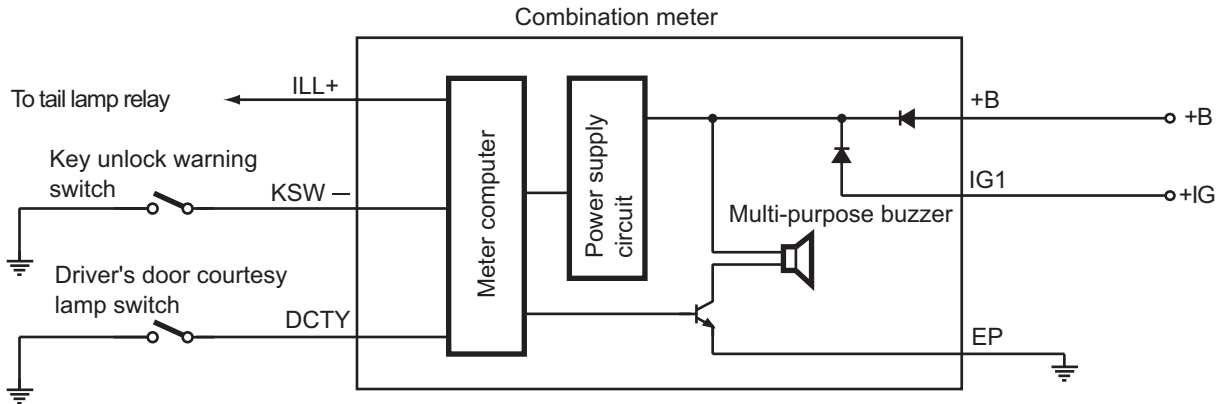 Combination meter
To tail lamp relay
ILL+
Key unlock warning
switch
KSW
Driver's door courtesy
lamp switch
DCTY
Meter computer
Power supply
circuit
Multi-purpose buzzer
+B
+B
IG1
+IG
EP